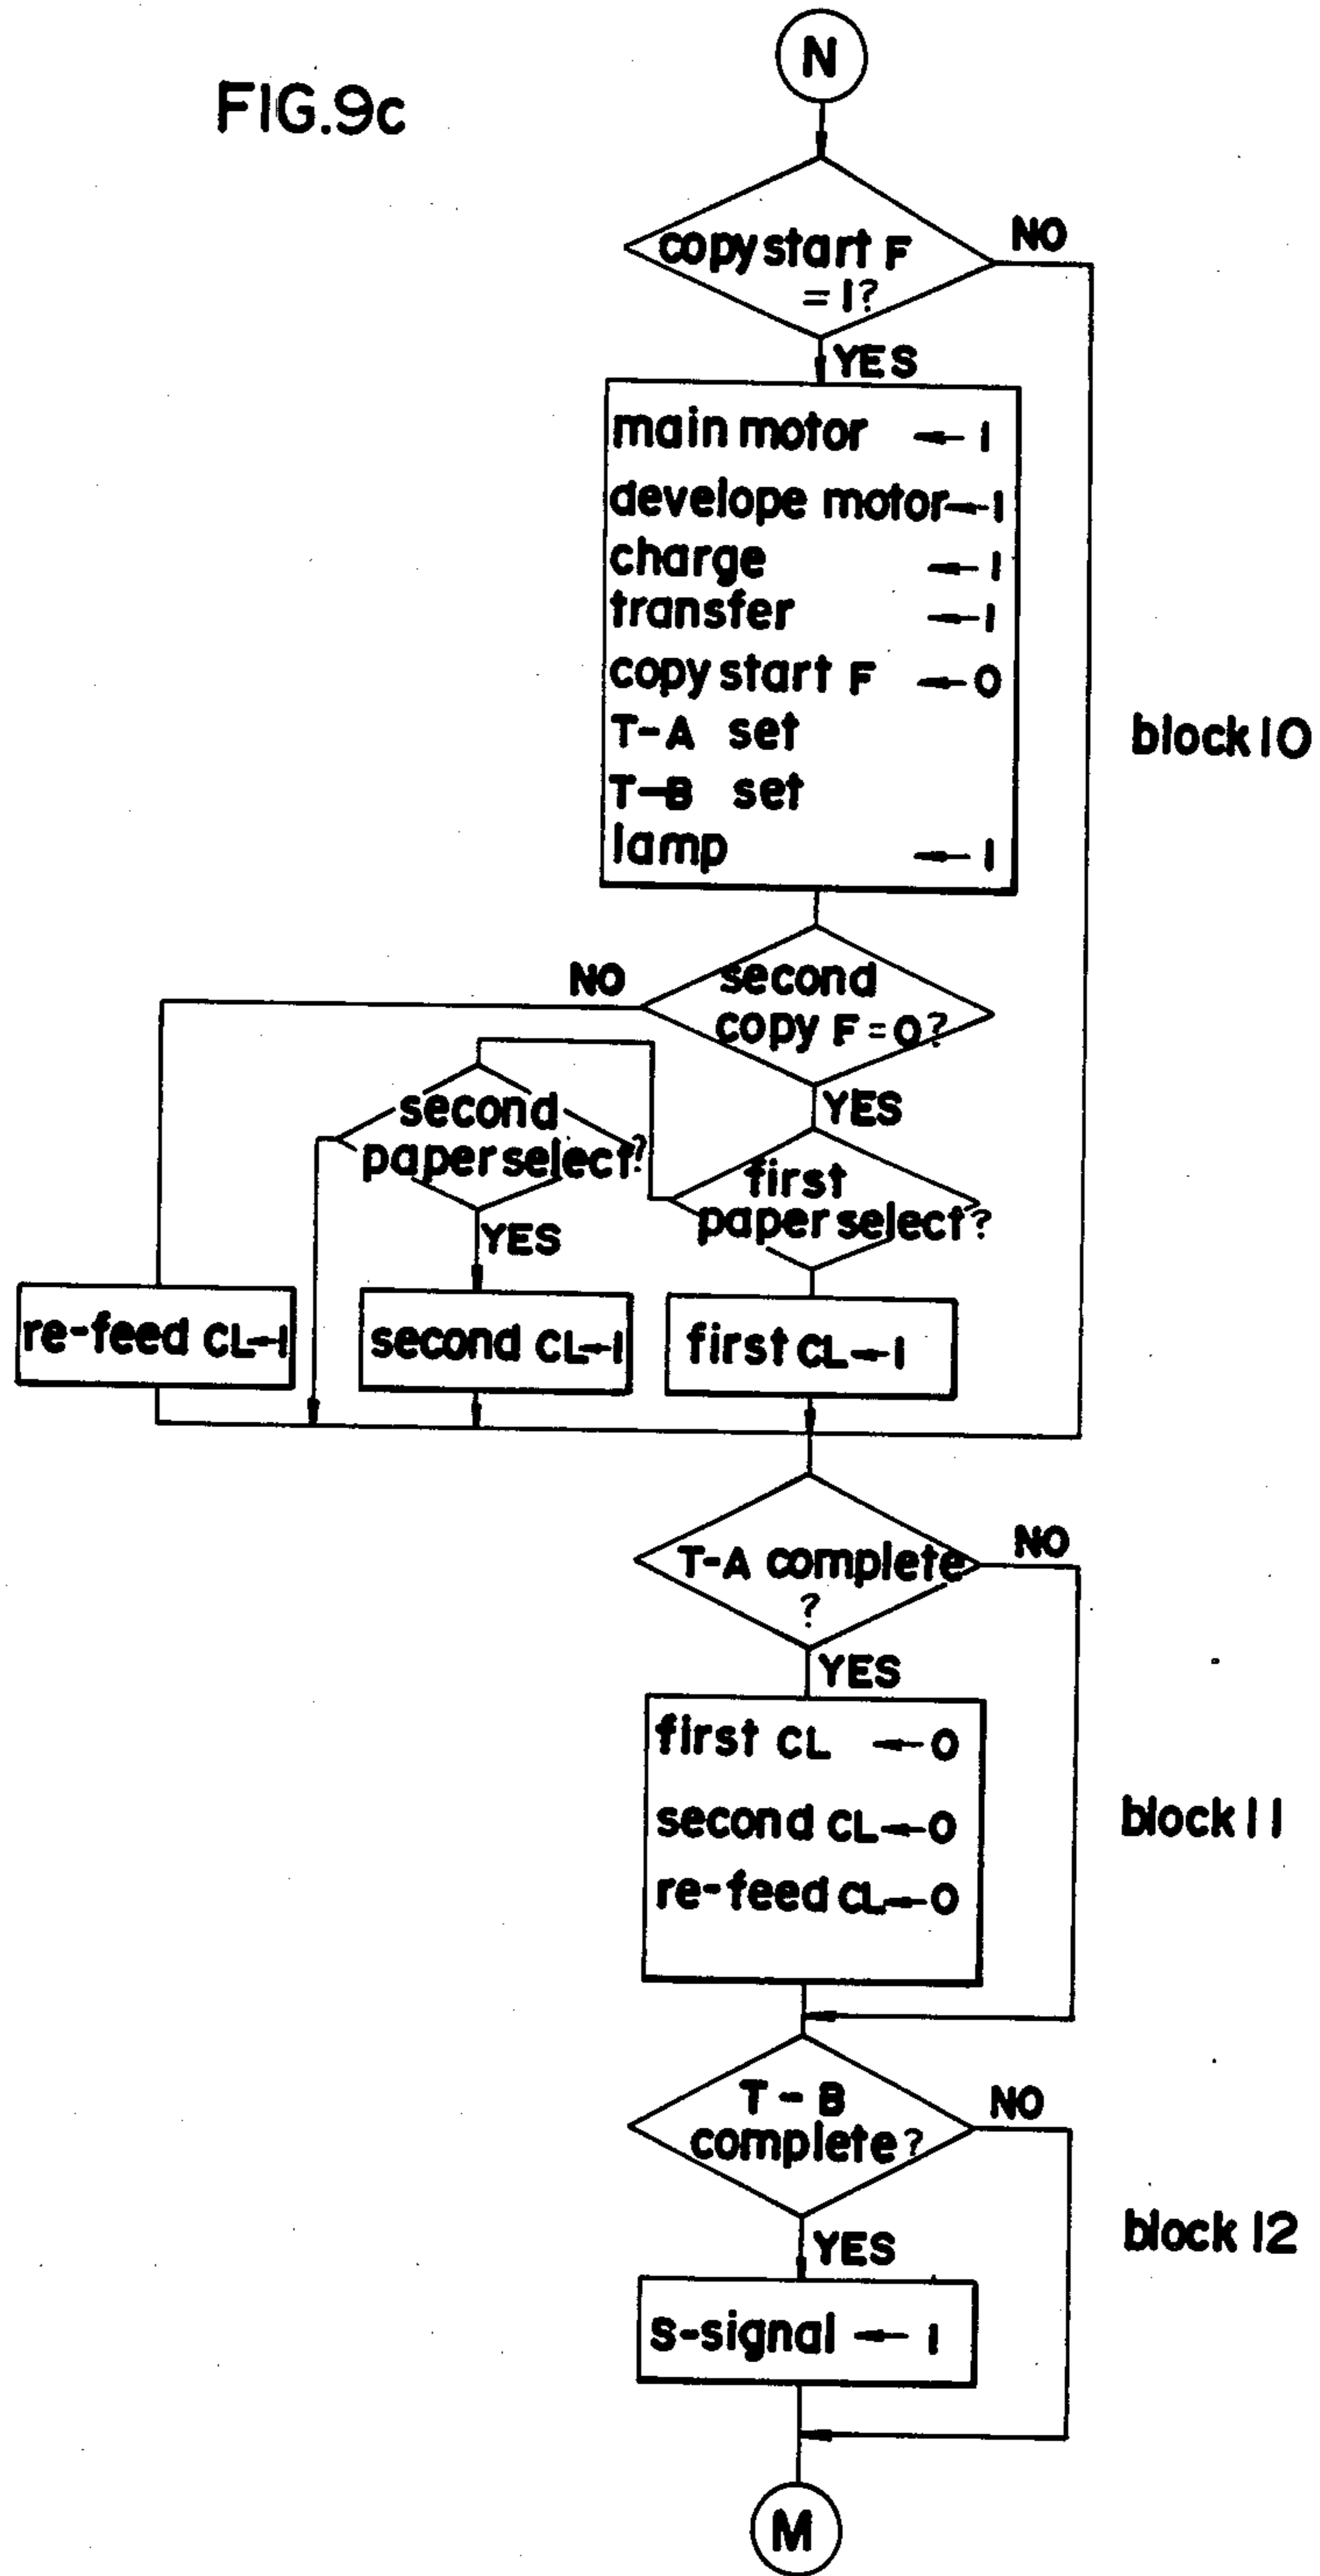 N
FIG.9c
copy start F
= 1?
NO
YES
main motor ← 1
develope motor ← 1
charge ← 1
transfer ← 1
copy start F ← 0
T-A set
T-B set
lamp ← 1
block 10
NO
second
copy F = 0?
YES
second
paper select?
first
paper select?
YES
re-feed CL ← 1
second CL ← 1
first CL ← 1
T-A complete
?
NO
YES
first CL ← 0
second CL ← 0
re-feed CL ← 0
block 11
T-B
complete?
NO
YES
block 12
s-signal ← 1
M